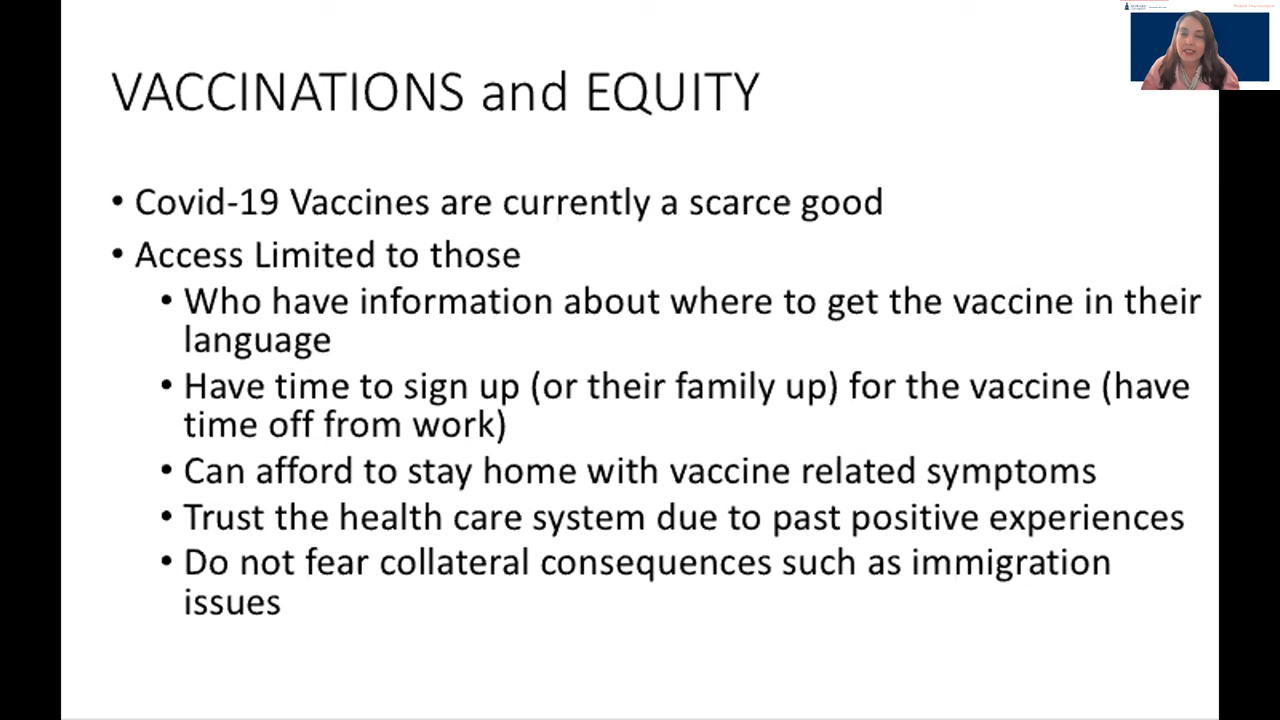 VACCINATIONS and EQUITY
• Covid-19 Vaccines are currently a scarce good
• Access Limited to those
• Who have information about where to get the vaccine in their
language
• Have time to sign up (or their family up) for the vaccine (have
time off from work)
• Can afford to stay home with vaccine related symptoms
• Trust the health care system due to past positive experiences
• Do not fear collateral consequences such as immigration
issues